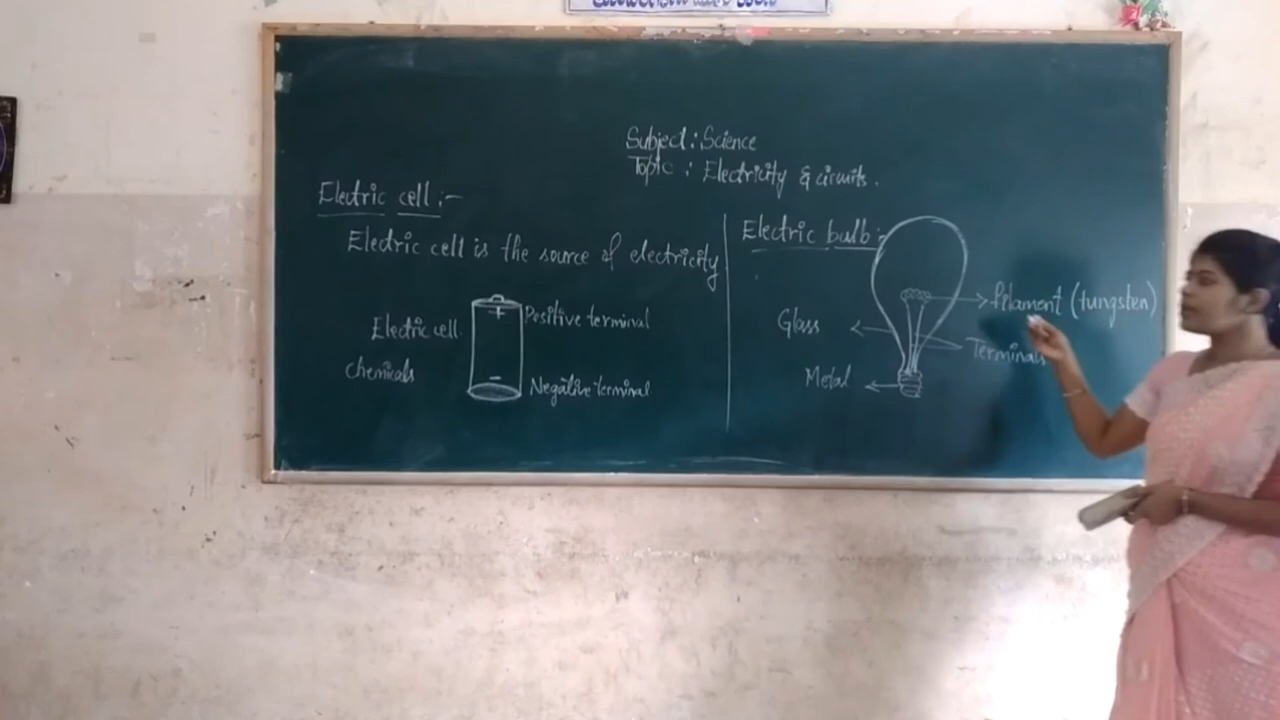 Subject: Science
Topic : Electricity & circuits.
Electric cell :-
Electric cell is the source of electricity
Electric cell
chemicals
+
Positive terminal
-
Negative terminal
Electric bulb:-
Filament (tungsten)
Glass
Terminals
Metal